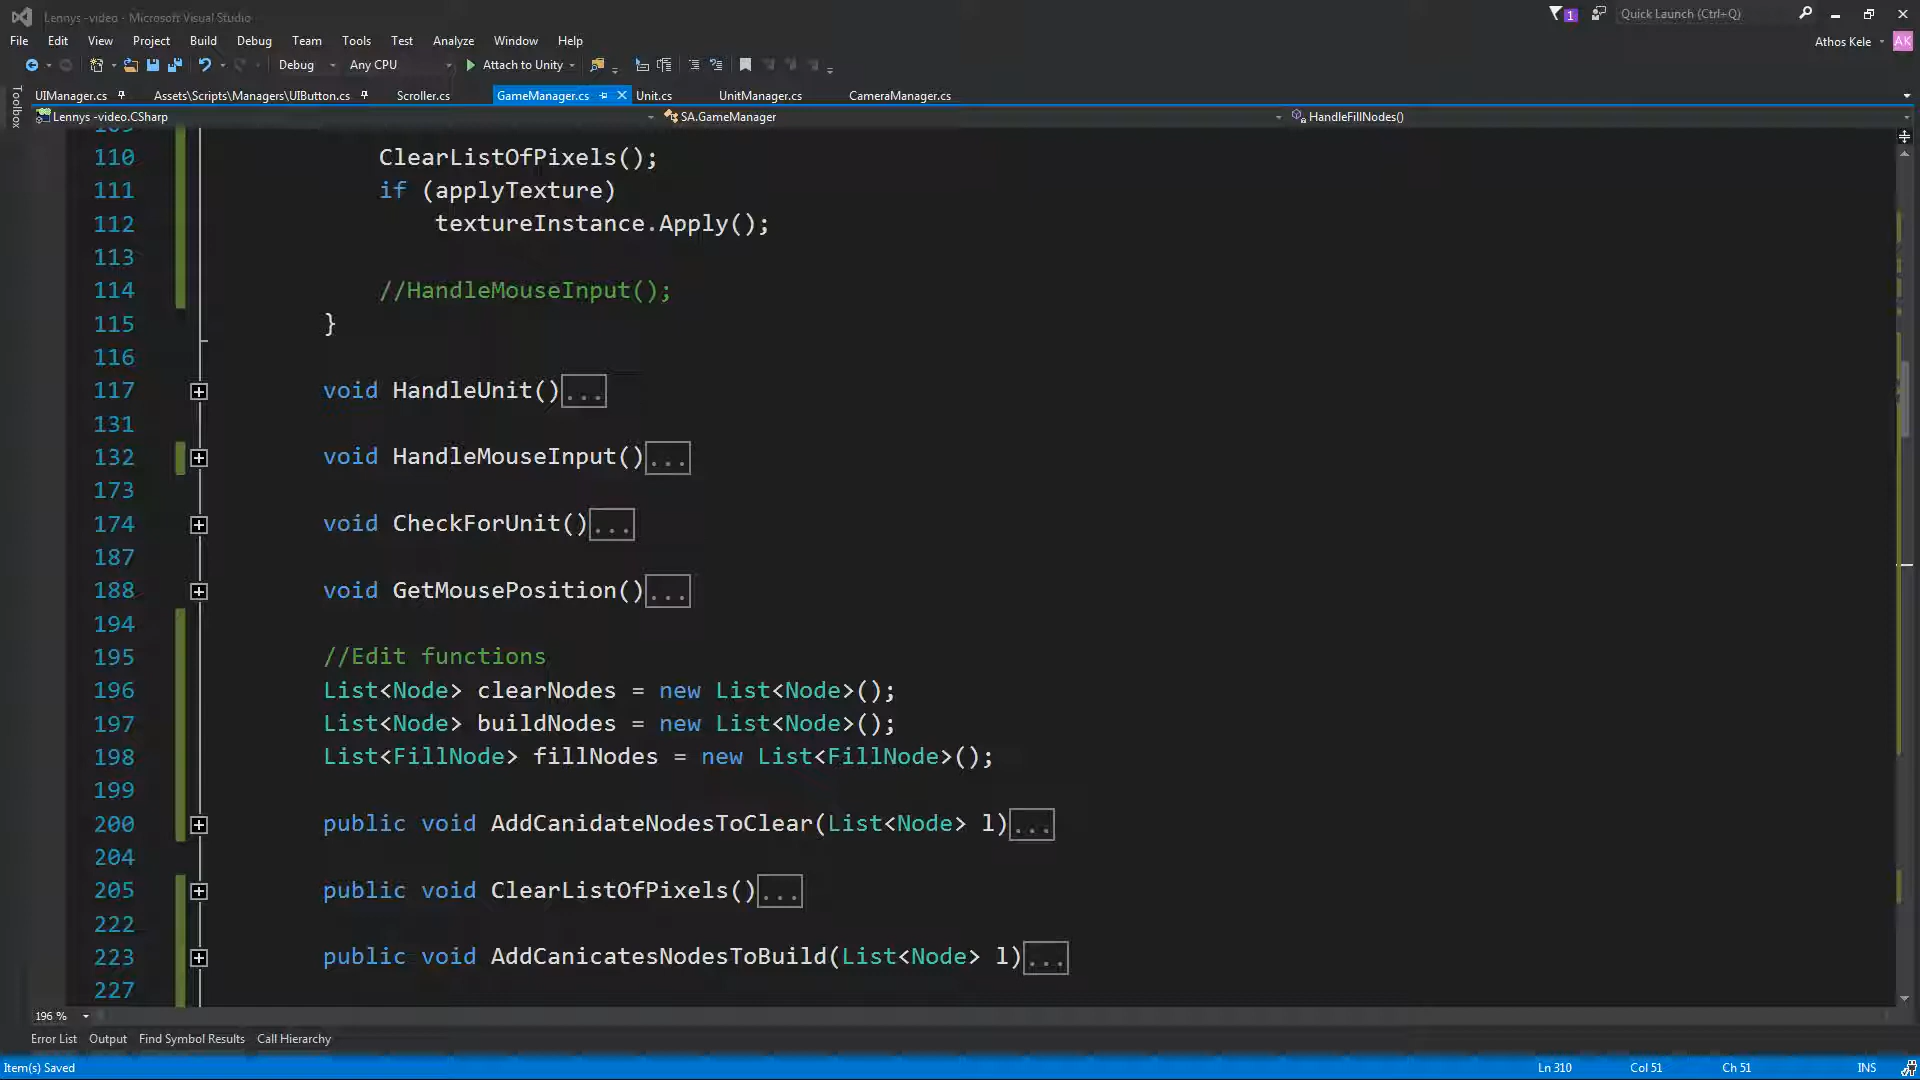 Lennys -video - Microsoft Visual Studio
1
Quick Launch (Ctrl+Q)
File Edit View Project Build Debug Team Tools Test Analyze Window Help
Athos Kele AK
Debug Any CPU Attach to Unity
Toolbox
UIManager.cs Assets\Scripts\Managers\UIButton.cs Scroller.cs GameManager.cs Unit.cs UnitManager.cs CameraManager.cs
Lennys -video.CSharp SA.GameManager HandleFillNodes()
109
110 ClearListOfPixels();
111 if (applyTexture)
112 textureInstance.Apply();
113
114 //HandleMouseInput();
115 }
116
117 void HandleUnit()...
131
132 void HandleMouseInput()...
173
174 void CheckForUnit()...
187
188 void GetMousePosition()...
194
195 //Edit functions
196 List<Node> clearNodes = new List<Node>();
197 List<Node> buildNodes = new List<Node>();
198 List<FillNode> fillNodes = new List<FillNode>();
199
200 public void AddCanidateNodesToClear(List<Node> l)...
204
205 public void ClearListOfPixels()...
222
223 public void AddCanicatesNodesToBuild(List<Node> l)...
227
196 %
Error List Output Find Symbol Results Call Hierarchy
Item(s) Saved Ln 310 Col 51 Ch 51 INS